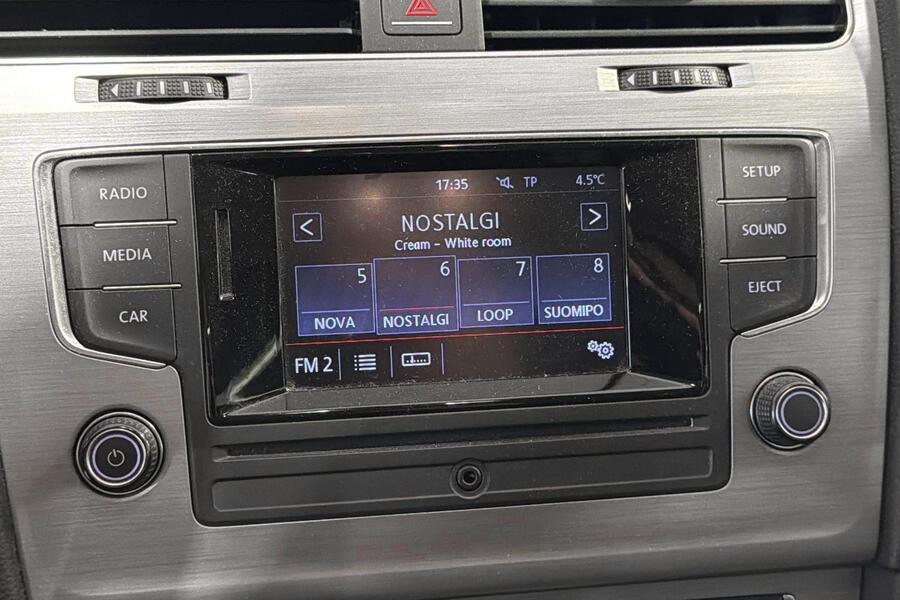 RADIO
MEDIA
CAR
17:35 TP 4.5°C
< NOSTALGI >
Cream - White room
5 6 7 8
NOVA NOSTALGI LOOP SUOMIPO
FM 2
SETUP
SOUND
EJECT